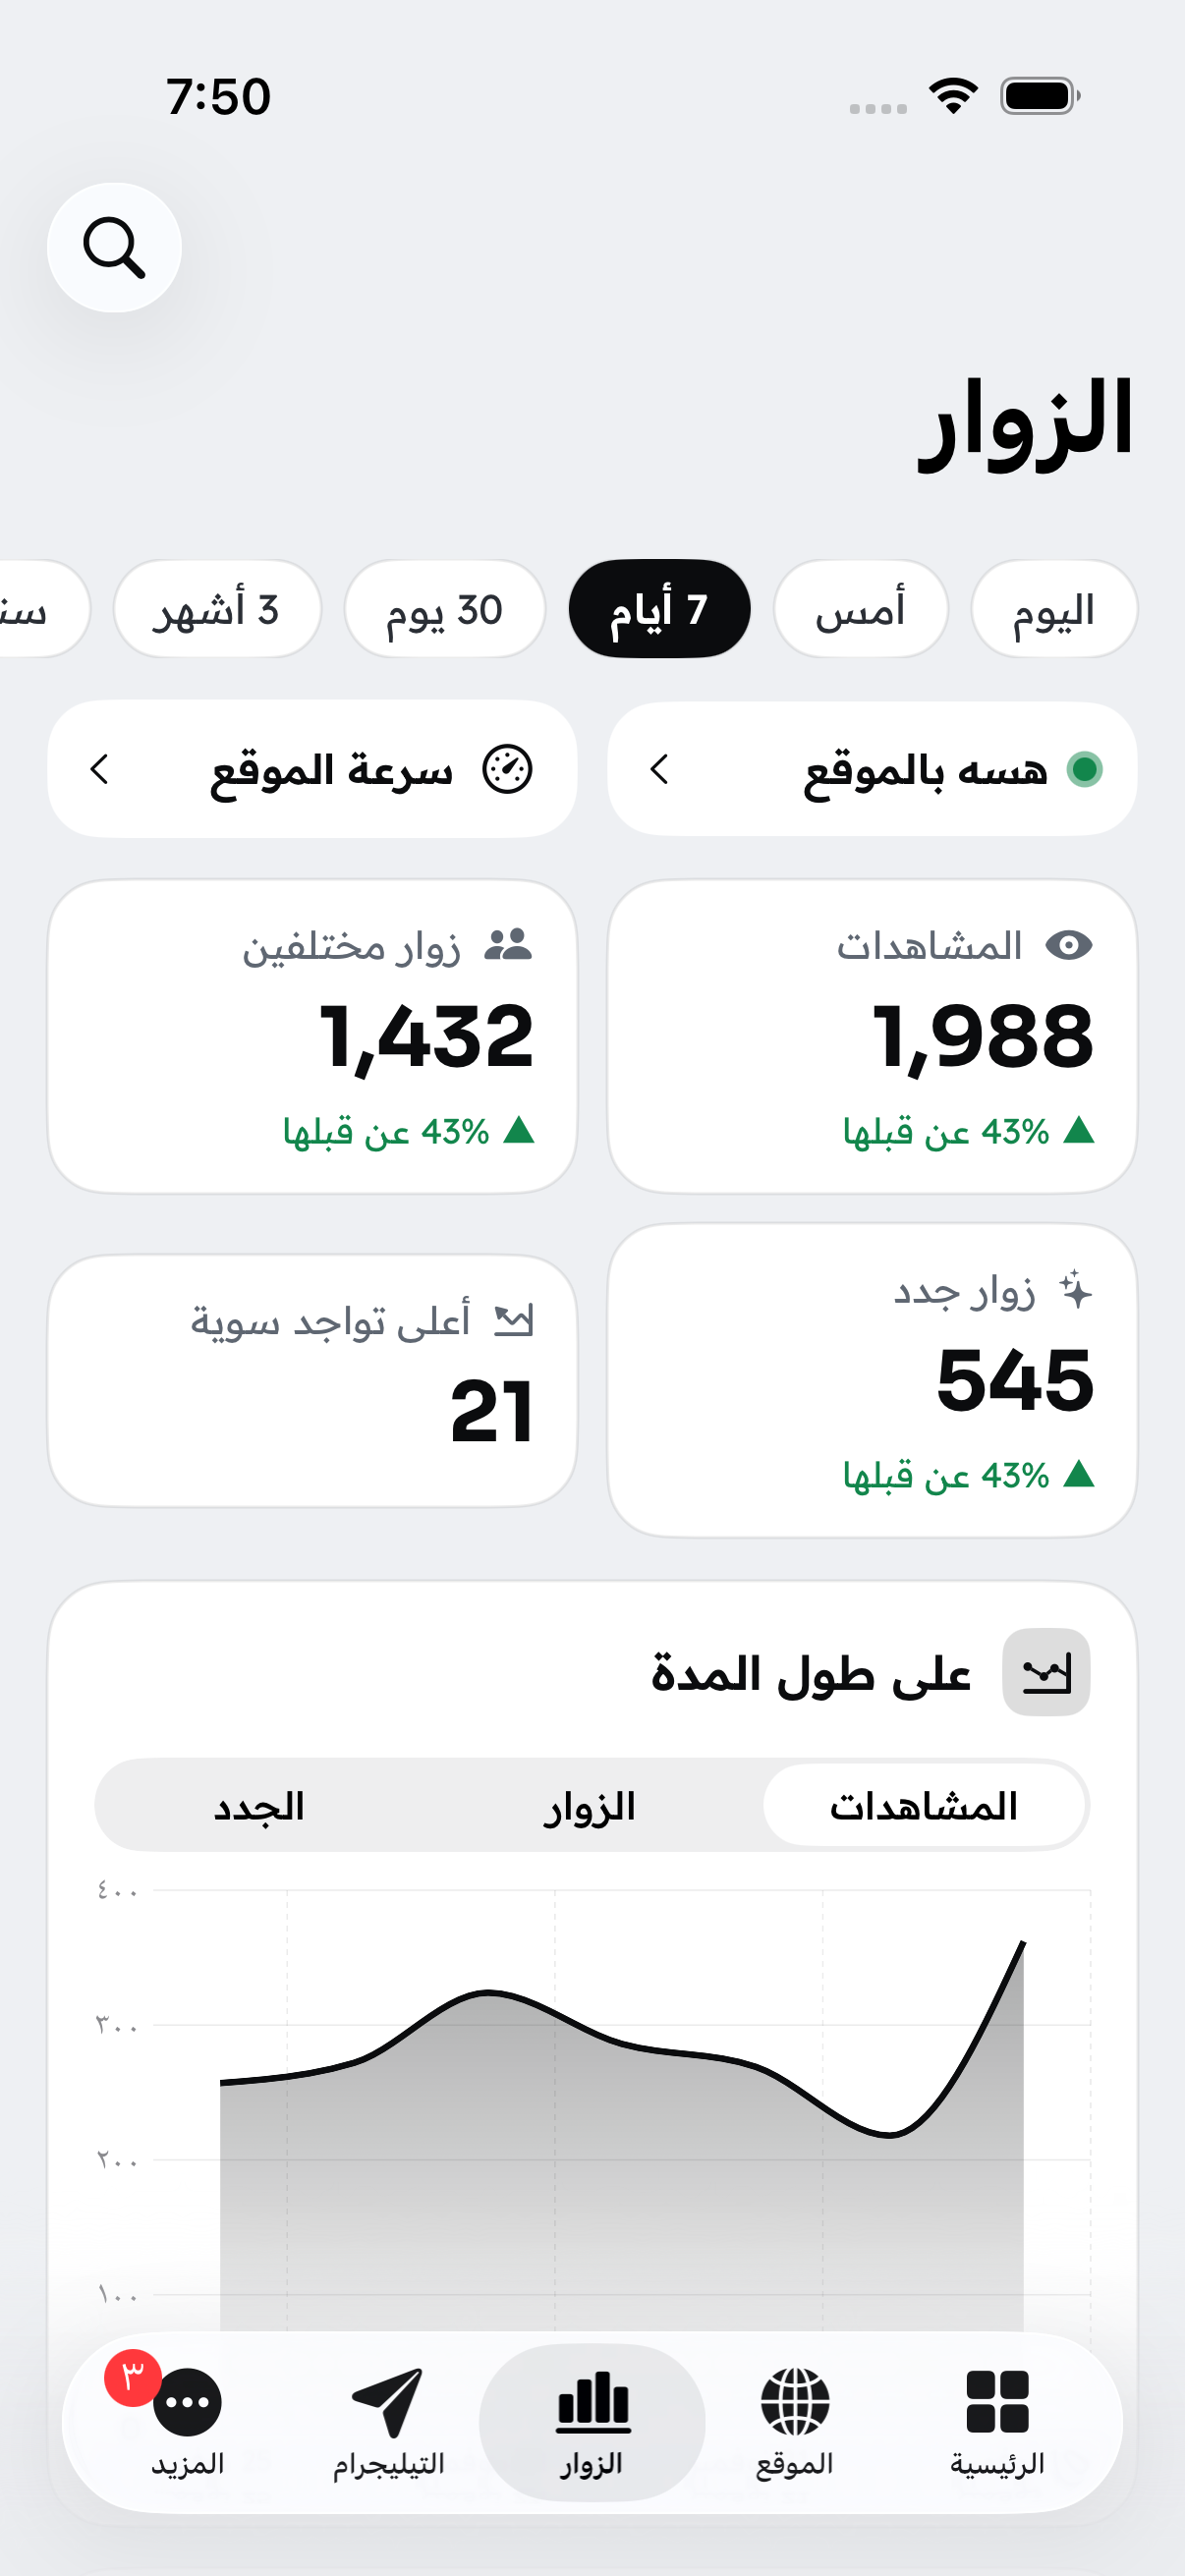 7:50
الزوار
اليوم
أمس
7 أيام
30 يوم
3 أشهر
هسه بالموقع
سرعة الموقع
المشاهدات
1,988
43% عن قبلها
زوار مختلفين
1,432
43% عن قبلها
زوار جدد
545
43% عن قبلها
أعلى تواجد سوية
21
على طول المدة
المشاهدات
الزوار
الجدد
٤٠٠
٣٠٠
٢٠٠
١٠٠
الرئيسية
الموقع
الزوار
التيليجرام
المزيد
٣